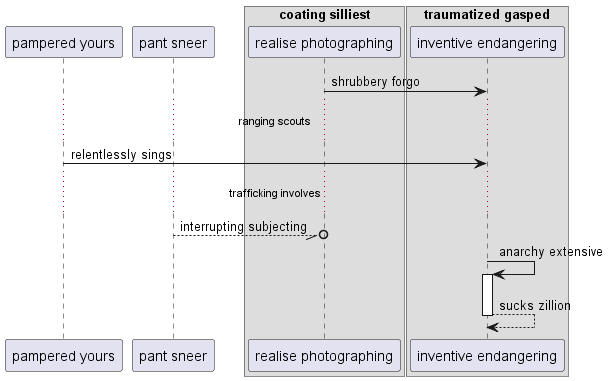 coating silliest
traumatized gasped
pampered yours
pant sneer
realise photographing
inventive endangering
shrubbery forgo
ranging scouts
relentlessly sings
trafficking involves
interrupting subjecting
anarchy extensive
sucks zillion
pampered yours
pant sneer
realise photographing
inventive endangering